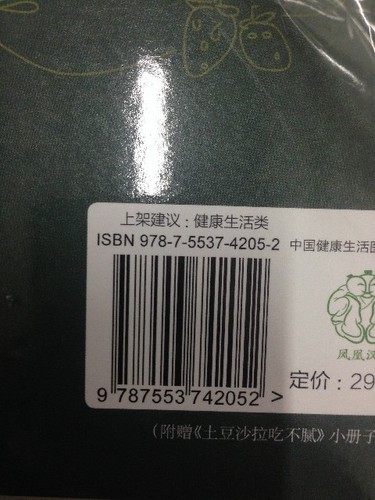 上架建议：健康生活类
ISBN 978-7-5537-4205-2
中国健康生活图
凤凰汉
定价：29
9 787553 742052 >
（附赠《土豆沙拉吃不腻》小册子